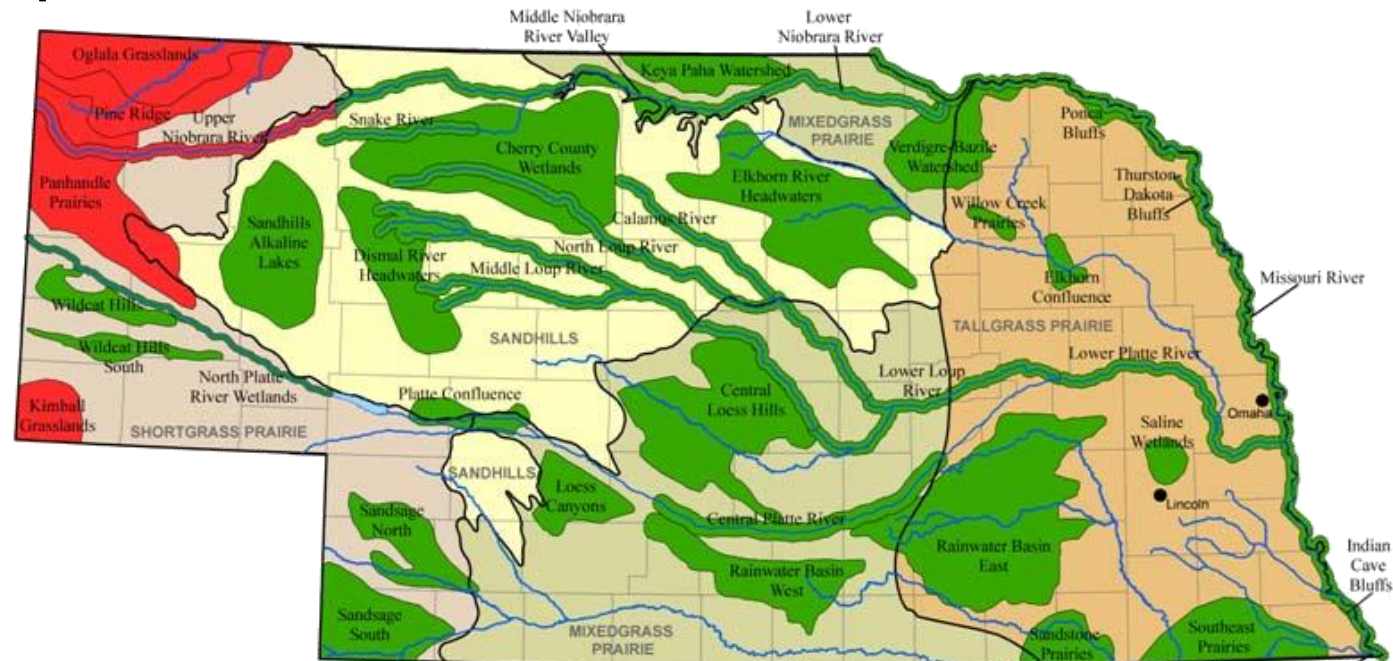 Middle Niobrara
River Valley
Lower
Niobrara River
Oglala Grasslands
Keya Paha Watershed
Pine Ridge
Upper
Niobrara River
Snake River
MIXEDGRASS
PRAIRIE
Ponca
Bluffs
Cherry County
Wetlands
Verdigre-Bazile
Watershed
Panhandle
Prairies
Elkhorn River
Headwaters
Thurston-
Dakota
Bluffs
Willow Creek
Prairies
Sandhills
Alkaline
Lakes
Calamus River
North Loup River
Dismal River
Headwaters
Middle Loup River
Elkhorn
Confluence
Missouri River
Wildcat Hills
SANDHILLS
TALLGRASS PRAIRIE
Wildcat Hills
South
Lower Platte River
North Platte
River Wetlands
Platte Confluence
Central
Loess Hills
Lower Loup
River
Kimball
Grasslands
Omaha
SHORTGRASS PRAIRIE
Saline
Wetlands
SANDHILLS
Loess
Canyons
Lincoln
Sandsage
North
Central Platte River
Rainwater Basin
East
Indian
Cave
Bluffs
Rainwater Basin
West
Sandsage
South
MIXEDGRASS
PRAIRIE
Sandstone
Prairies
Southeast
Prairies